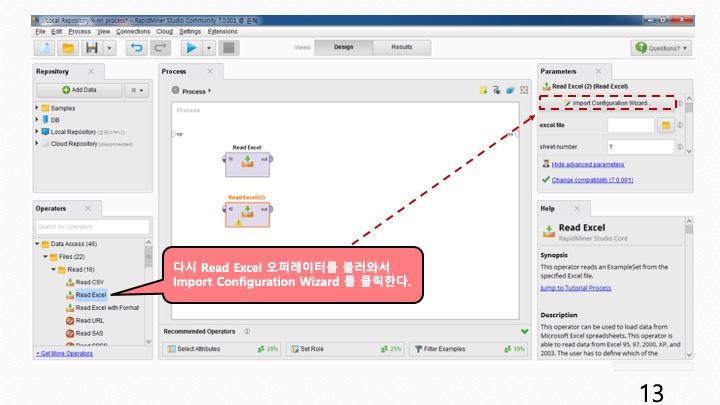 //Local Repository/k-nn process* – RapidMiner Studio Community 7.0.001 @ 은혁
File Edit Process View Connections Cloud Settings Extensions
Views: Design Results Questions?
Repository
Add Data
Samples
DB
Local Repository
Cloud Repository (disconnected)
Operators
Search for Operators
Data Access (46)
Files (22)
Read (16)
Read CSV
Read Excel
Read Excel with Format
Read URL
Read SAS
+ Get More Operators
Process
Process
Process
inp
res
Read Excel
fil out
Read Excel (2)
fil out
다시 Read Excel 오퍼레이터를 불러와서
Import Configuration Wizard 를 클릭한다.
Recommended Operators
Select Attributes 28% Set Role 25% Filter Examples 19%
Parameters
Read Excel (2) (Read Excel)
Import Configuration Wizard...
excel file
sheet number 1
Hide advanced parameters
Change compatibility (7.0.001)
Help
Read Excel
RapidMiner Studio Core
Synopsis
This operator reads an ExampleSet from the
specified Excel file.
Jump to Tutorial Process
Description
This operator can be used to load data from
Microsoft Excel spreadsheets. This operator is
able to read data from Excel 95, 97, 2000, XP, and
2003. The user has to define which of the
13